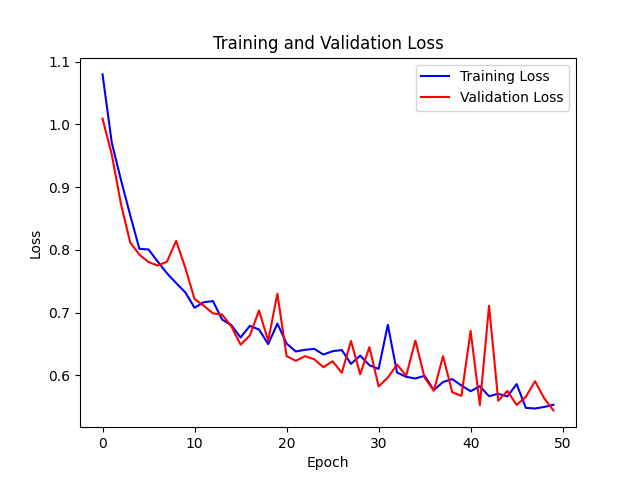 Training and Validation Loss
Training Loss
Validation Loss
1.1
1.0
0.9
0.8
0.7
0.6
Loss
0 10 20 30 40 50
Epoch